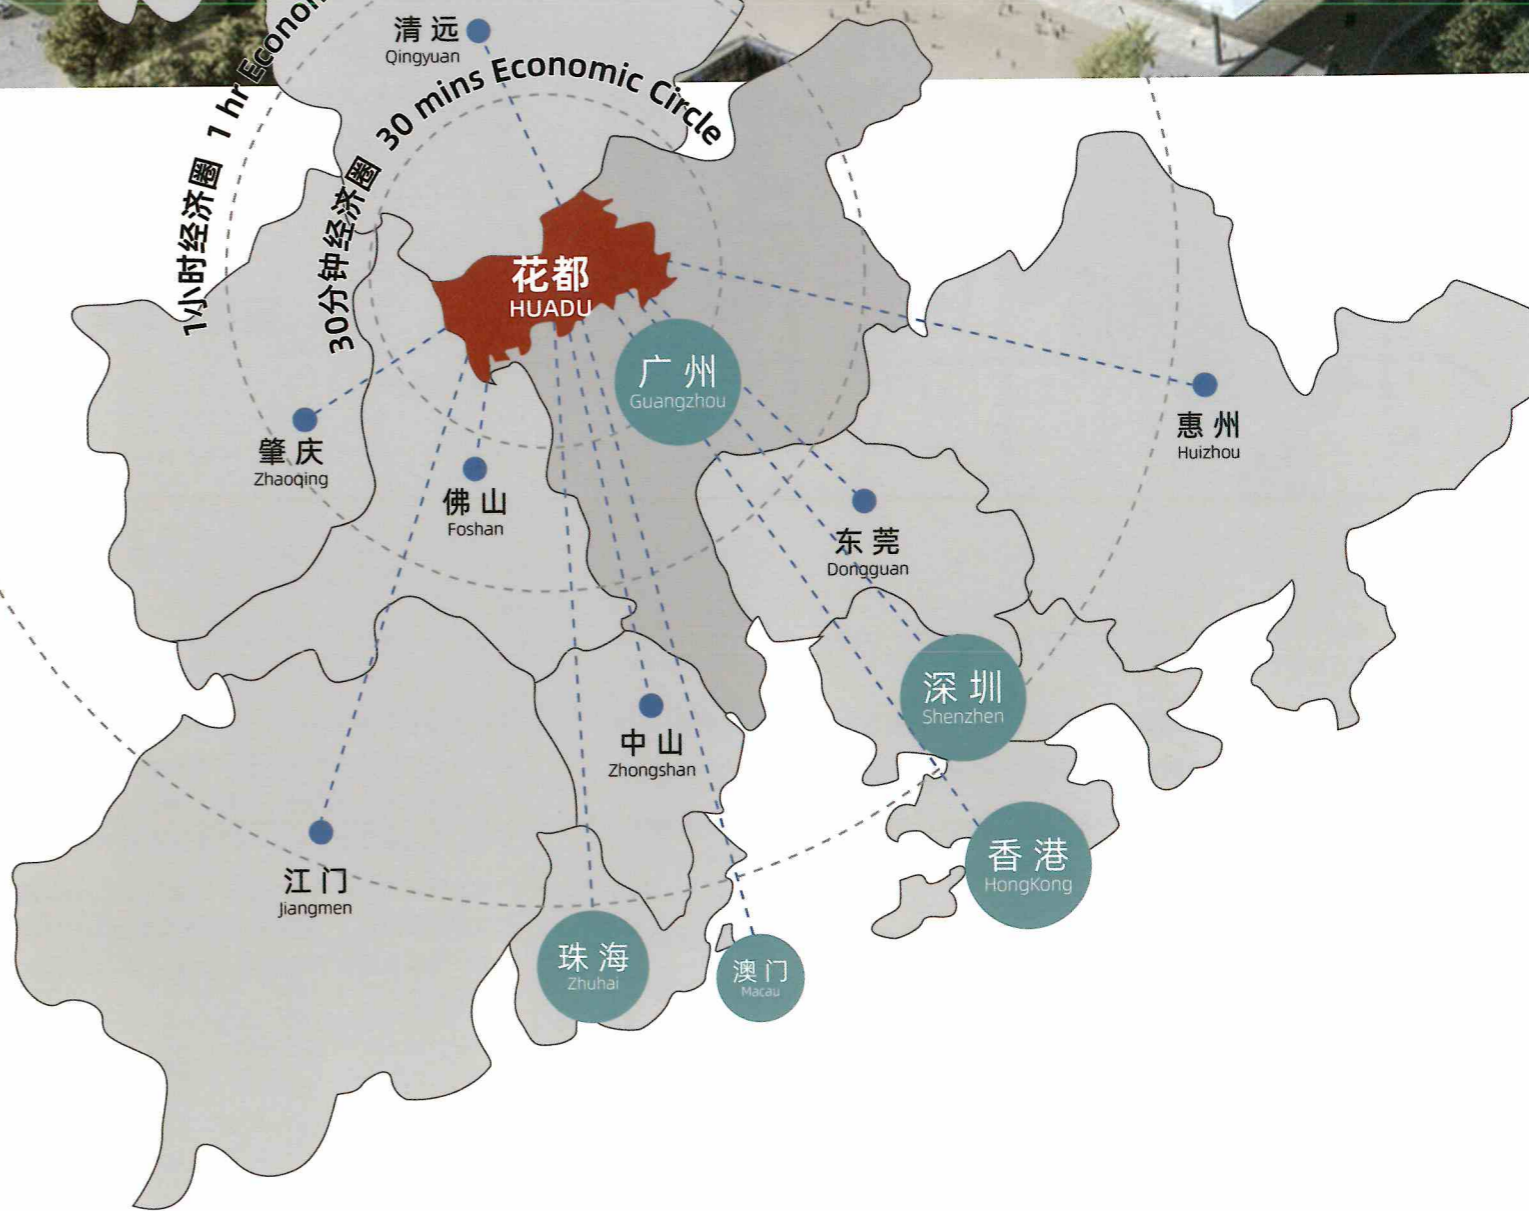 清远
Qingyuan
1小时经济圈 1 hr Econom
30分钟经济圈 30 mins Economic Circle
花都
HUADU
广州
Guangzhou
惠州
Huizhou
肇庆
Zhaoqing
佛山
Foshan
东莞
Dongguan
深圳
Shenzhen
中山
Zhongshan
香港
HongKong
江门
Jiangmen
珠海
Zhuhai
澳门
Macau